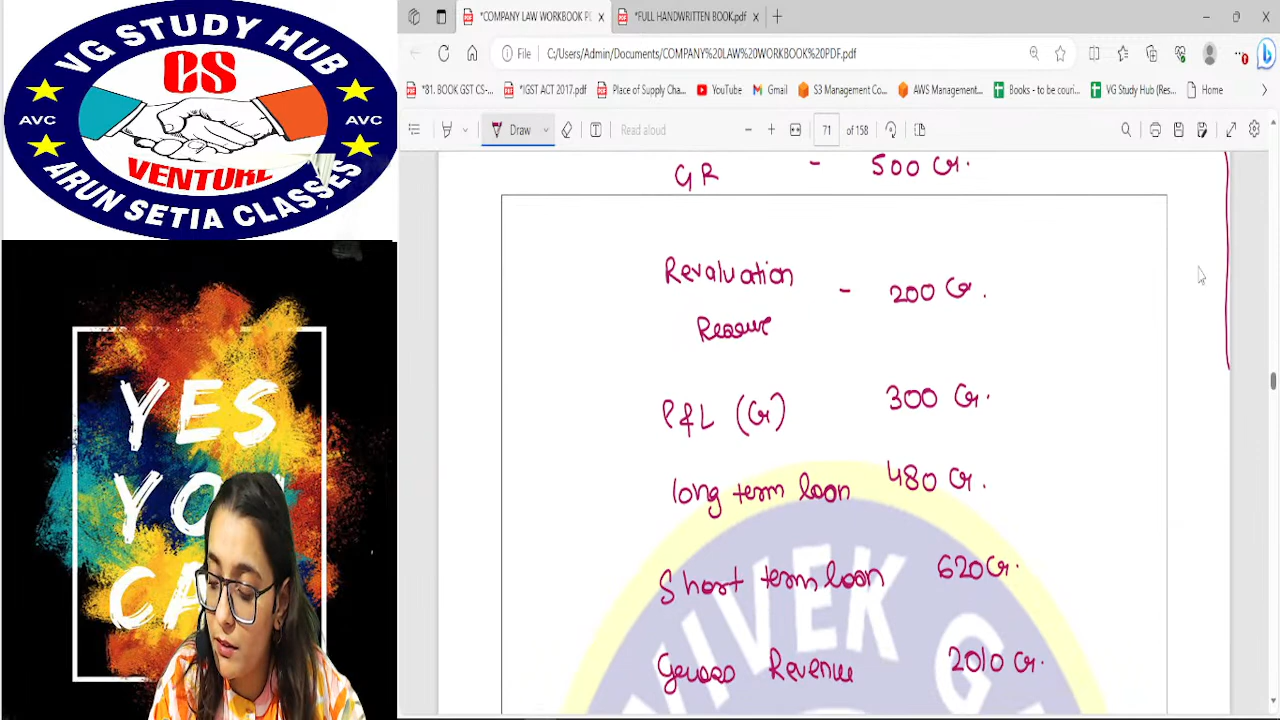 VG STUDY HUB
CS
AVC
AVC
VENTURE
ARUN SETIA CLASSES
YES
YO
CA
*COMPANY LAW WORKBOOK P
*FULL HANDWRITTEN BOOK.pdf
File
C:/Users/Admin/Documents/COMPANY%20LAW%20WORKBOOK%20PDF.pdf
*81. BOOK GST CS-...
*IGST ACT 2017.pdf
Place of Supply Cha...
YouTube
Gmail
S3 Management Co...
AWS Management...
Books - to be couri...
VG Study Hub (Res...
Home
Draw
Read aloud
71
of 158
GR - 500 Cr.
Revaluation Reserve - 200 Cr.
P&L (Cr) 300 Cr.
long term loan 480 Cr.
Short term loan 620 Cr.
Gross Revenue 2010 Cr.
VIVEK G